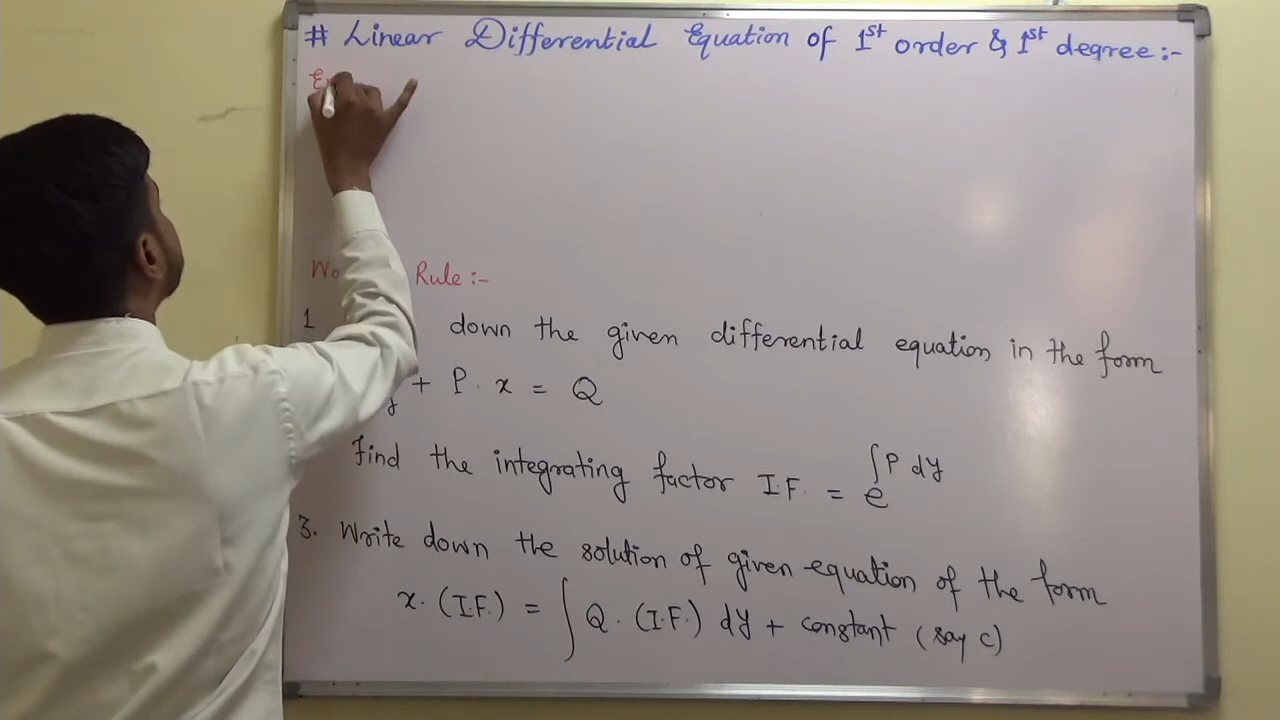 # Linear Differential Equation of 1st order & 1st degree :-
Rule :-
1 down the given differential equation in the form
+ P. x = Q
Find the integrating factor I.F. = e^∫P dy
3. Write down the solution of given equation of the form
x. (I.F.) = ∫ Q. (I.F.) dy + constant (say c)